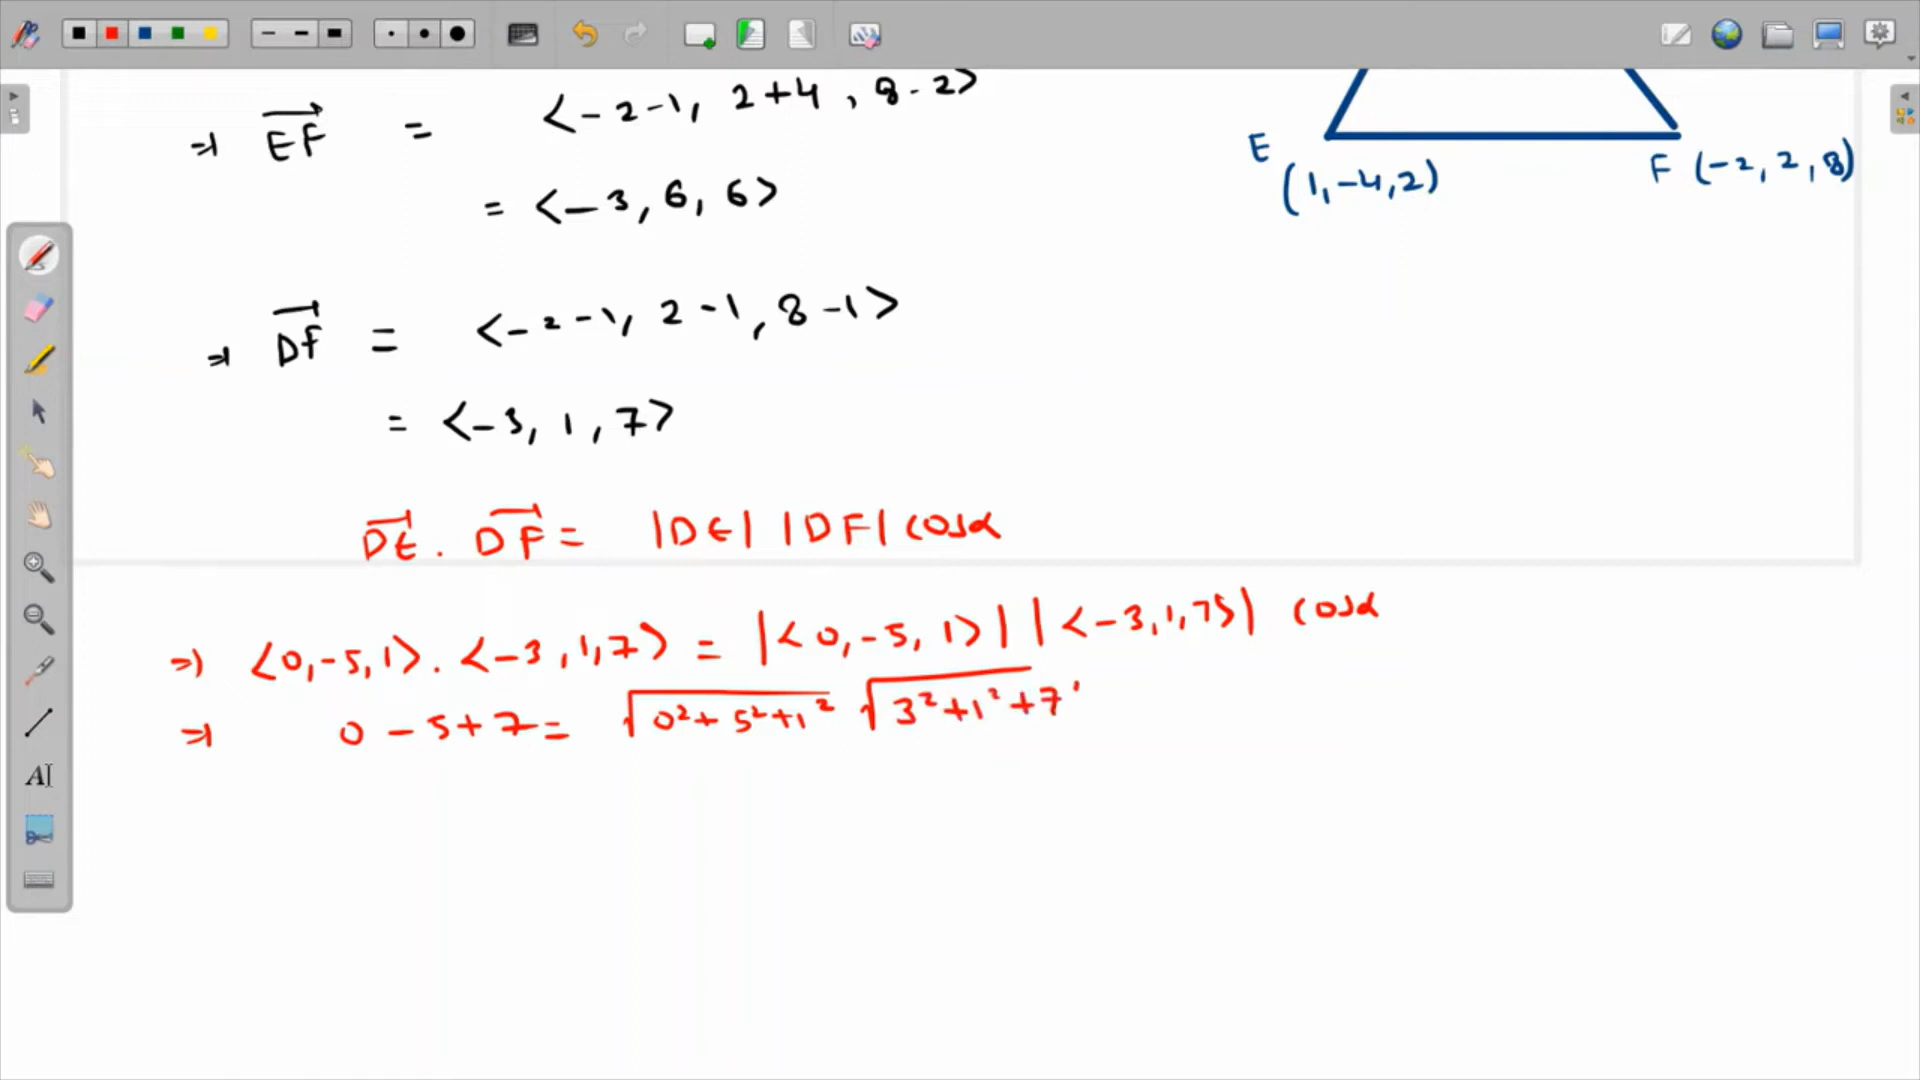 ⇒ EF = <-2-1, 2+4, 8-2>
E (1,-4,2)
F (-2,2,8)
= <-3, 6, 6>
⇒ DF = <-2-1, 2-1, 8-1>
= <-3, 1, 7>
DE . DF = |DE| |DF| cosα
⇒ <0,-5,1> . <-3,1,7> = |<0,-5,1>| |<-3,1,7>| cosα
⇒ 0-5+7 = √0²+5²+1² √3²+1²+7
AI